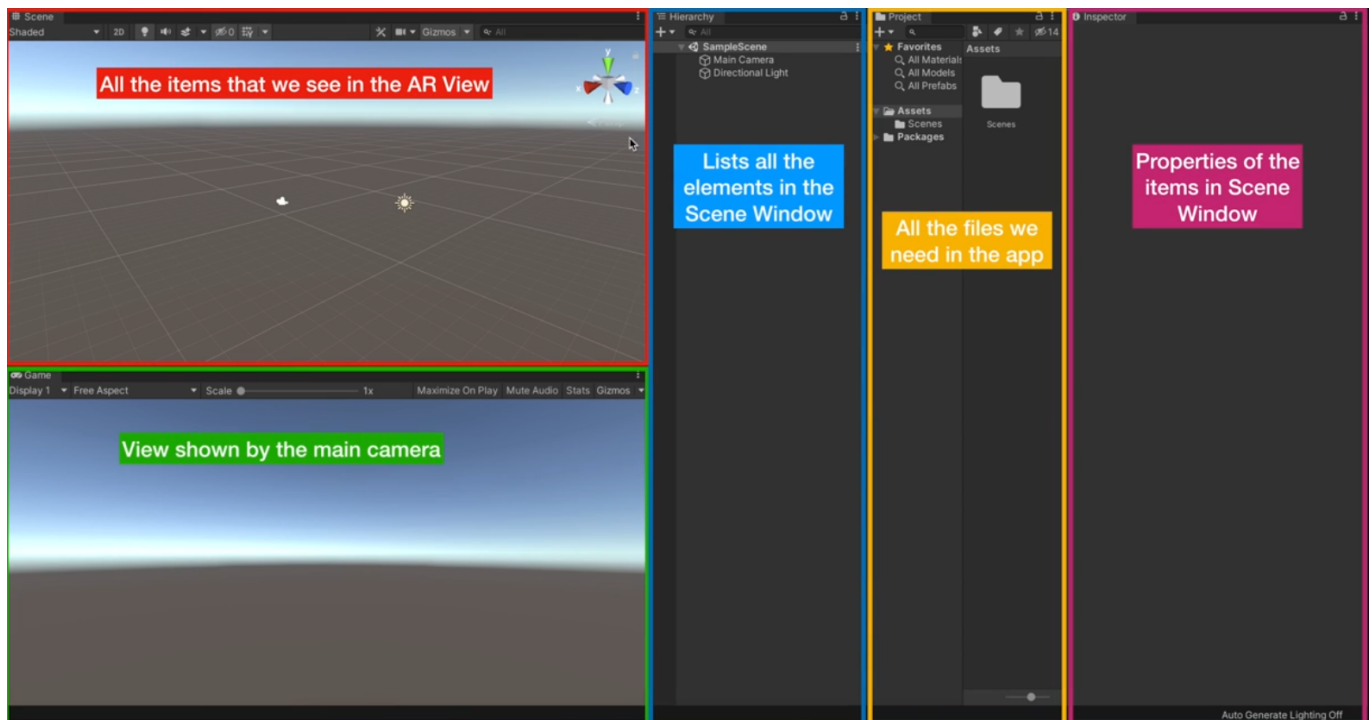 Scene
Shaded
2D
0
Gizmos
All
All the items that we see in the AR View
y
x
z
Game
Display 1
Free Aspect
Scale
1x
Maximize On Play
Mute Audio
Stats
Gizmos
View shown by the main camera
Hierarchy
All
SampleScene
Main Camera
Directional Light
Lists all the
elements in the
Scene Window
Project
14
Favorites
All Materials
All Models
All Prefabs
Assets
Scenes
Packages
Assets
Scenes
All the files we
need in the app
Inspector
Properties of the
items in Scene
Window
Auto Generate Lighting Off